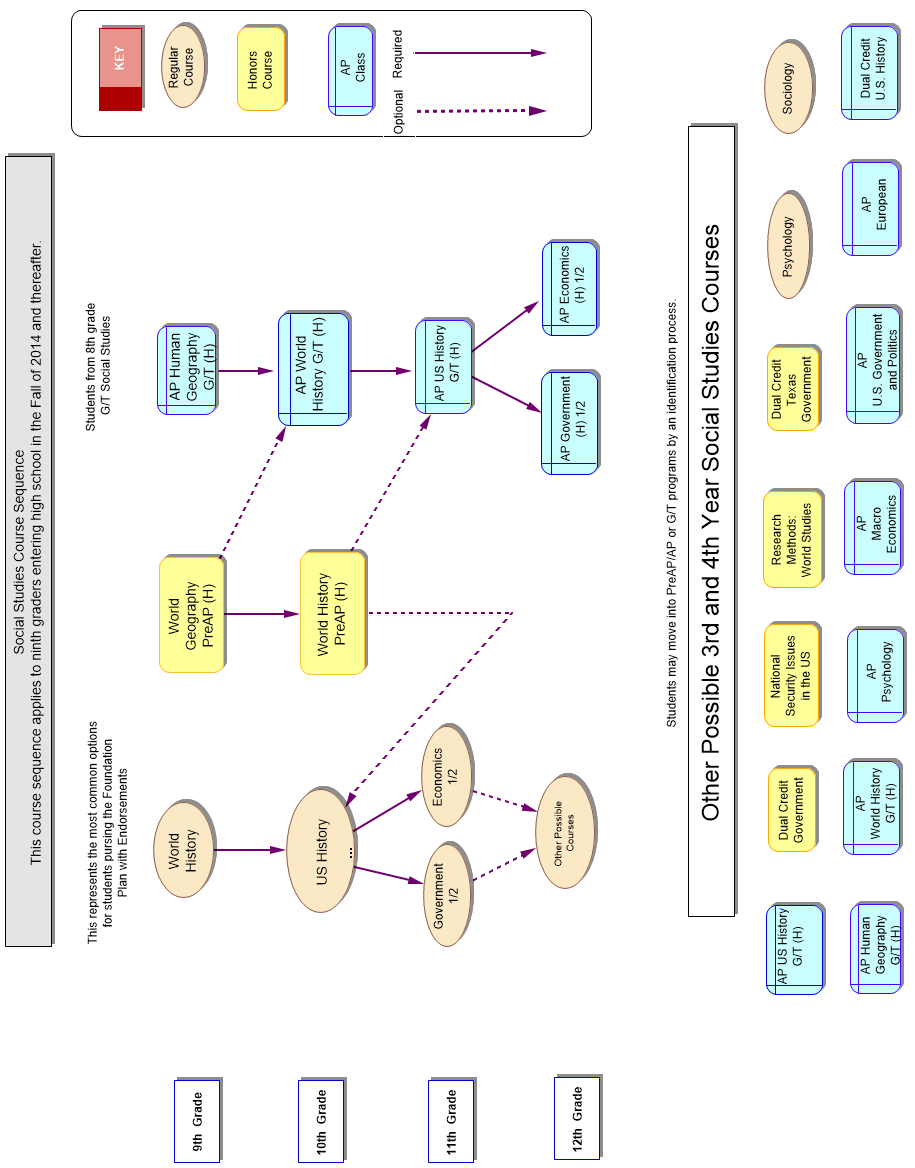 Social Studies Course Sequence
This course sequence applies to ninth graders entering high school in the Fall of 2014 and thereafter.
KEY
Regular
Course
Honors
Course
AP
Class
Optional
Required
This represents the most common options
for students pursing the Foundation
Plan with Endorsements
Students from 8th grade
G/T Social Studies
9th Grade
World
History
World
Geography
PreAP (H)
AP Human
Geography
G/T (H)
10th Grade
US History
...
World History
PreAP (H)
AP World
History G/T (H)
11th Grade
Government
1/2
Economics
1/2
AP US History
G/T (H)
12th Grade
Other Possible
Courses
AP Government
(H) 1/2
AP Economics
(H) 1/2
Students may move into PreAP/AP or G/T programs by an identification process.
Other Possible 3rd and 4th Year Social Studies Courses
AP US History
G/T (H)
Dual Credit
Government
National
Security Issues
in the US
Research
Methods:
World Studies
Dual Credit
Texas
Government
Psychology
Sociology
AP Human
Geography
G/T (H)
AP
World History
G/T (H)
AP
Psychology
AP
Macro
Economics
AP
U.S. Government
and Politics
AP
European
Dual Credit
U.S. History